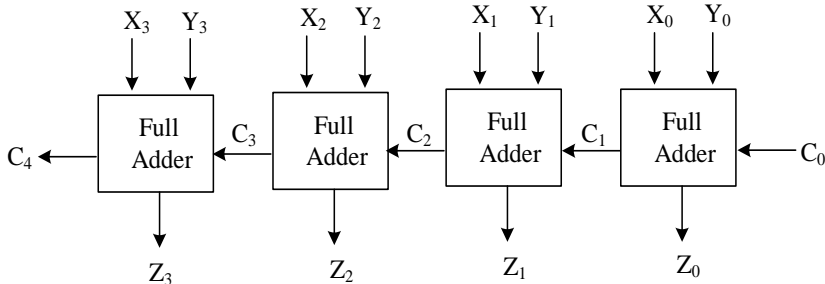 X3 Y3 X2 Y2 X1 Y1 X0 Y0
Full Adder Full Adder Full Adder Full Adder
C4 C3 C2 C1 C0
Z3 Z2 Z1 Z0